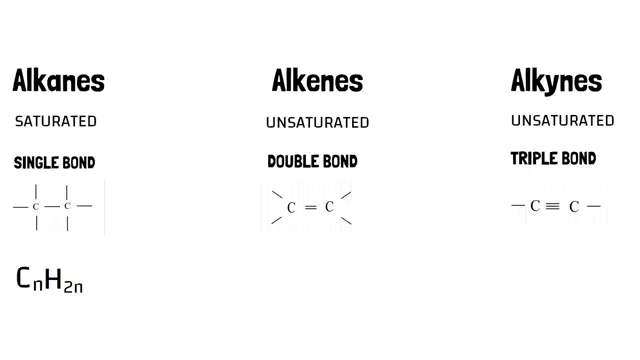 Alkanes
SATURATED
SINGLE BOND
C C
CnH2n
Alkenes
UNSATURATED
DOUBLE BOND
C = C
Alkynes
UNSATURATED
TRIPLE BOND
— C ≡ C —